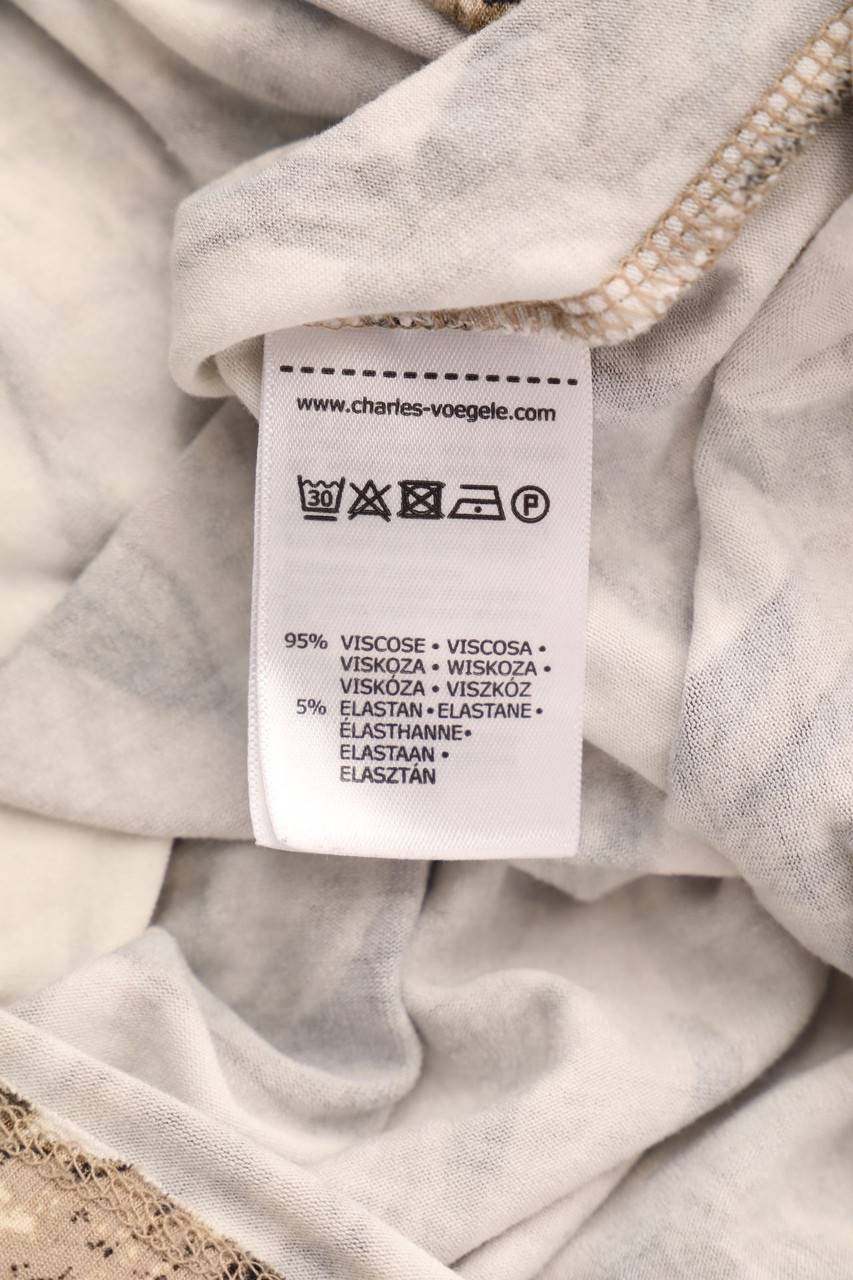 www.charles-voegele.com
30 P
95% VISCOSE • VISCOSA •
VISKOZA • WISKOZA •
VISKÓZA • VISZKÓZ
5% ELASTAN • ELASTANE •
ÉLASTHANNE •
ELASTAAN •
ELASZTÁN